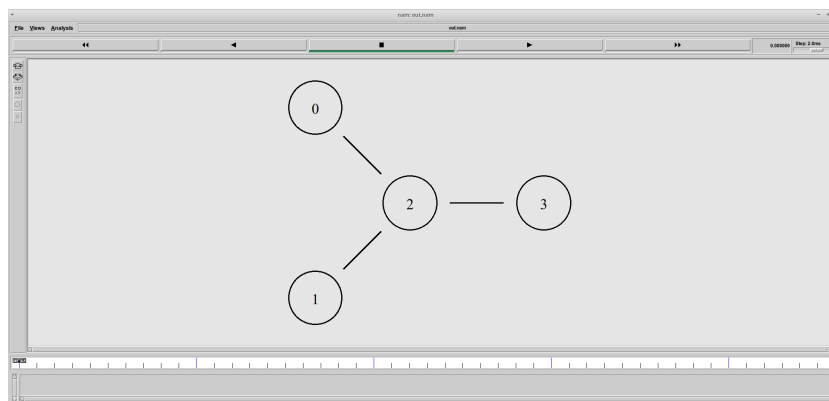 nam: out.nam
File Views Analysis
out.nam
0.000000 Step: 2.0ms
0
2 3
1